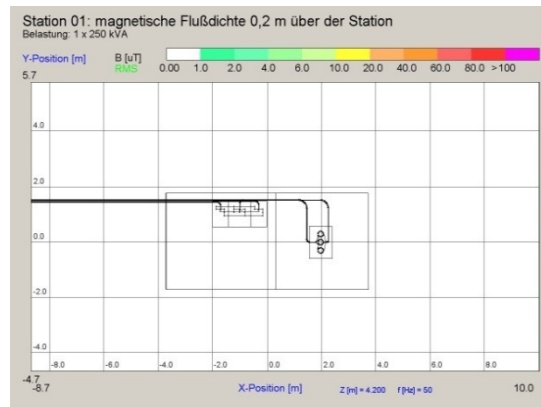 Station 01: magnetische Flußdichte 0,2 m über der Station
Belastung: 1 x 250 kVA
Y-Position [m] B [uT]
RMS 0.00 1.0 2.0 4.0 6.0 10.0 20.0 40.0 60.0 80.0 >100
5.7
4.0
2.0
0.0
-2.0
-4.0
-8.0 -6.0 -4.0 -2.0 0.0 2.0 4.0 6.0 8.0
-4.7
-8.7 X-Position [m] Z [m] = 4.200 f [Hz] = 50 10.0